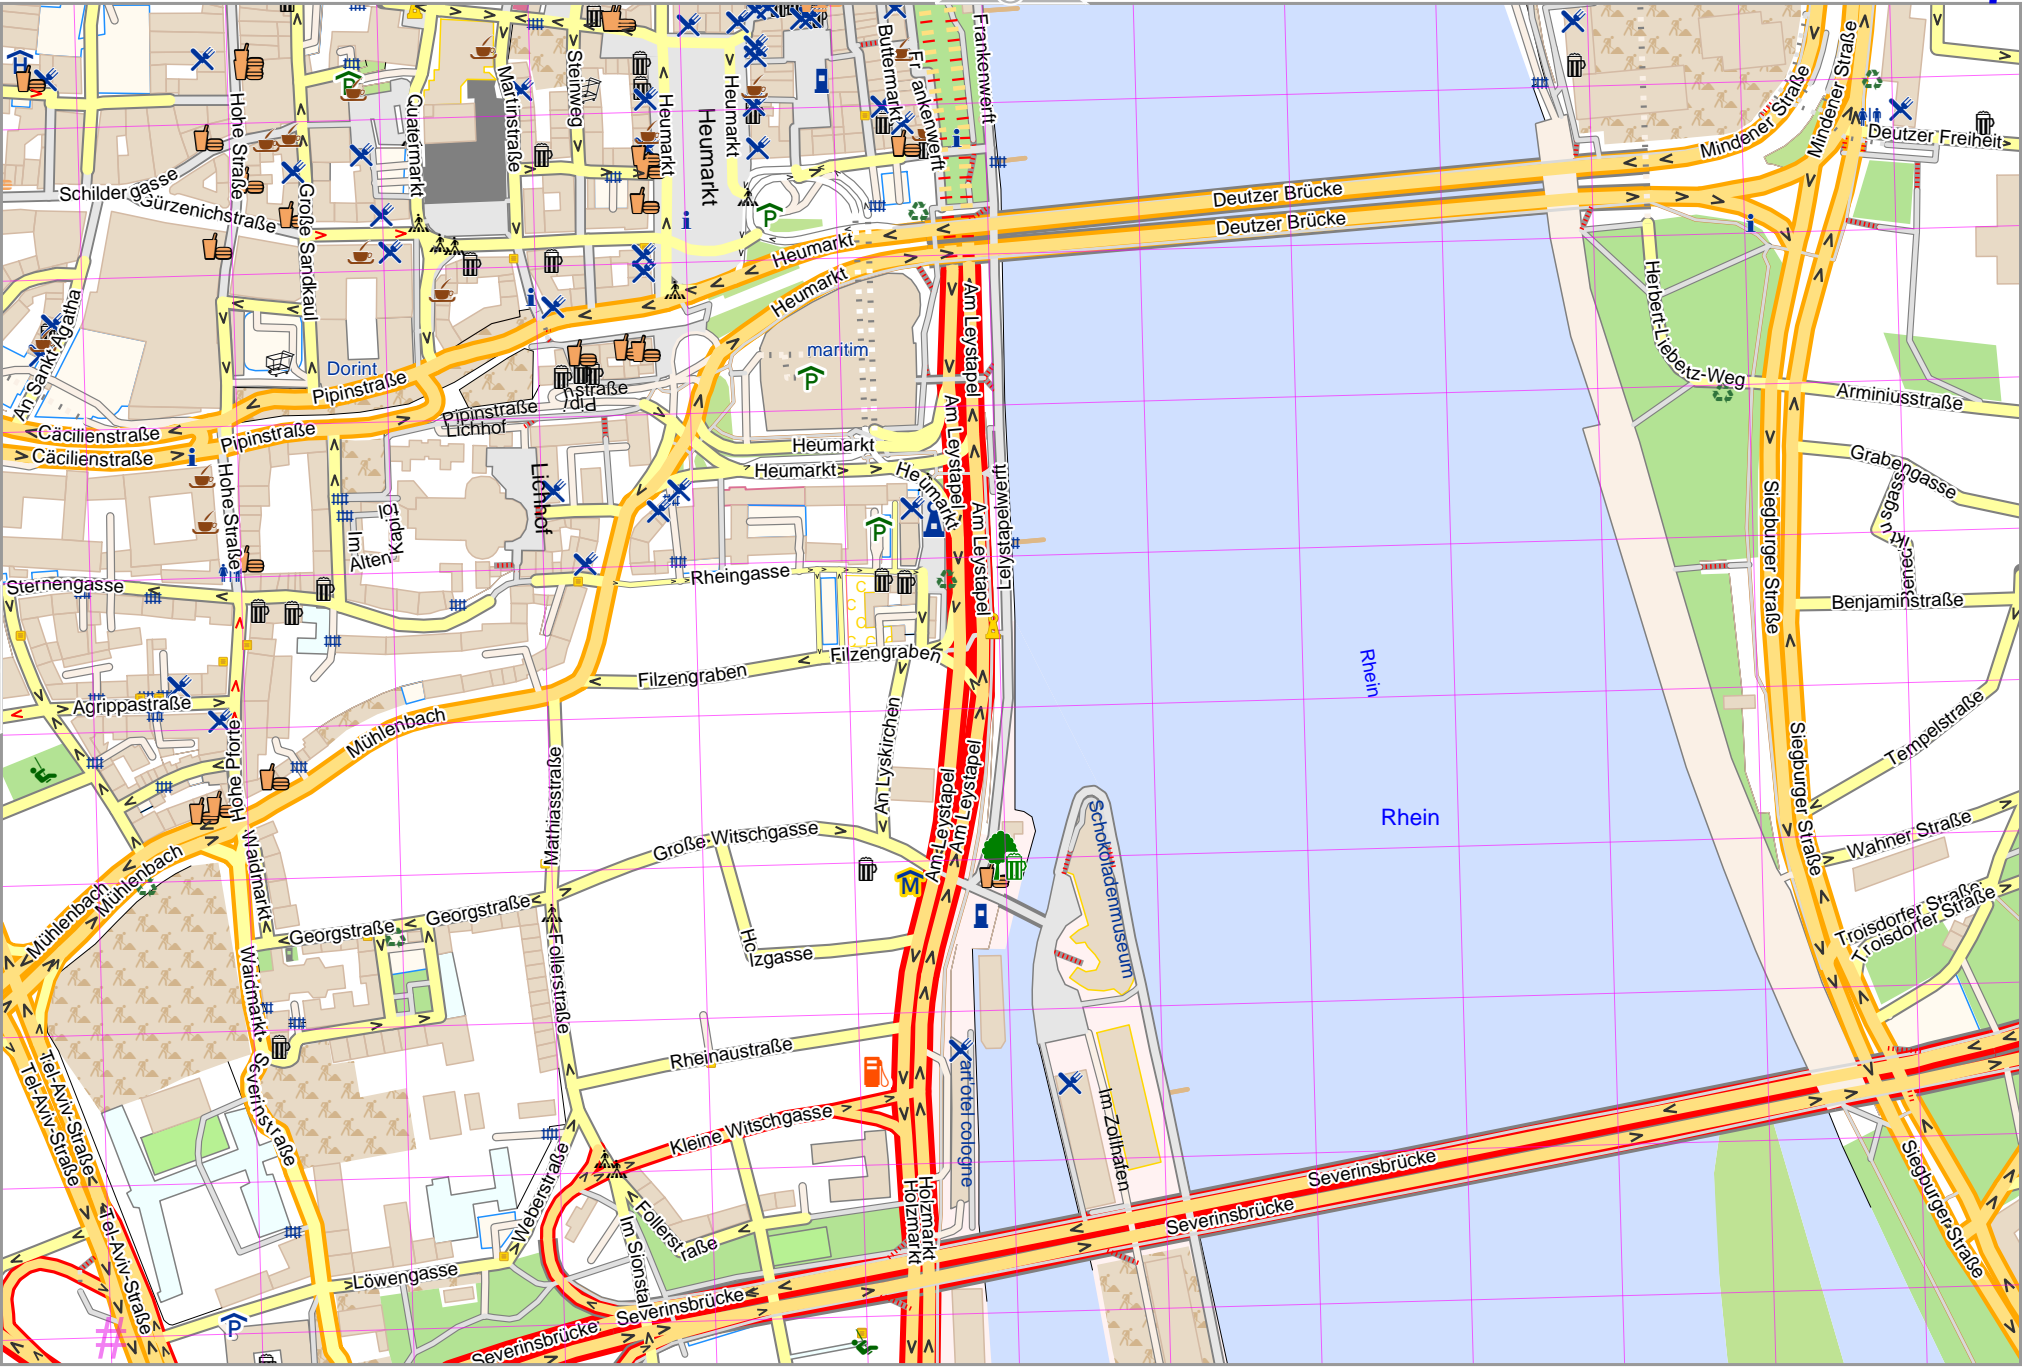 Hohe Straße
Quatermarkt
Martinstraße
Steinweg
Heumarkt
Heumarkt
Heumarkt
Buttermarkt
Frankenwerft
Frankenwerft
Mindener Straße
Mindener Straße
Deutzer Freiheit
Schildergasse
Gürzenichstraße
Große Sandkaul
Deutzer Brücke
Deutzer Brücke
Heumarkt
Heumarkt
An Sankt Agatha
Am Leystapel
Herbert-Liebetz-Weg
Dorint
maritim
Pipinstraße
Pipinstraße
Pipinstraße
Lichhof
Arminiusstraße
Cäcilienstraße
Cäcilienstraße
Heumarkt
Heumarkt
Heumarkt
Am Leystapel
Leystapelwerft
Grabengasse
Hohe Straße
Lichhof
Im Alten Kapitol
Am Leystapel
Siegburger Straße
Sternengasse
Rheingasse
Benjaminstraße
Filzengraben
Filzengraben
Rhein
Agrippastraße
Mühlenbach
Hohe Pforte
An Lyskirchen
Mathiasstraße
Am Leystapel
Am Leystapel
Tempelstraße
Siegburger Straße
Rhein
Große Witschgasse
Schokolladenmuseum
Wahner Straße
Mühlenbach
Mühlenbach
Waidmarkt
M
Georgstraße
Georgstraße
Troisdorfer Straße
Troisdorfer Straße
Holzgasse
Waidmarkt
Follerstraße
Rheinaustraße
art'otel cologne
Im Zollhafen
Tel-Aviv-Straße
Tel-Aviv-Straße
Severinstraße
Kleine Witschgasse
Weberstraße
Follerstraße
Im Sionstal
Holzmarkt
Holzmarkt
Severinsbrücke
Severinsbrücke
Siegburger Straße
Tel-Aviv-Straße
Löwengasse
Severinsbrücke
Severinsbrücke